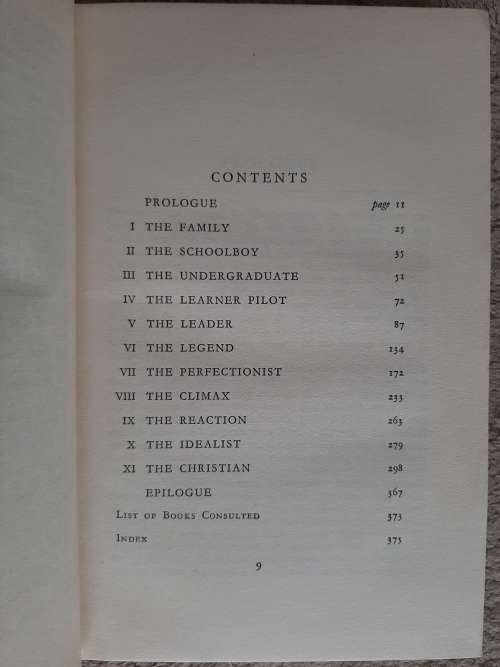 CONTENTS
PROLOGUE page 11
I THE FAMILY 25
II THE SCHOOLBOY 35
III THE UNDERGRADUATE 51
IV THE LEARNER PILOT 72
V THE LEADER 87
VI THE LEGEND 134
VII THE PERFECTIONIST 172
VIII THE CLIMAX 233
IX THE REACTION 263
X THE IDEALIST 279
XI THE CHRISTIAN 298
EPILOGUE 367
LIST OF BOOKS CONSULTED 373
INDEX 375
9